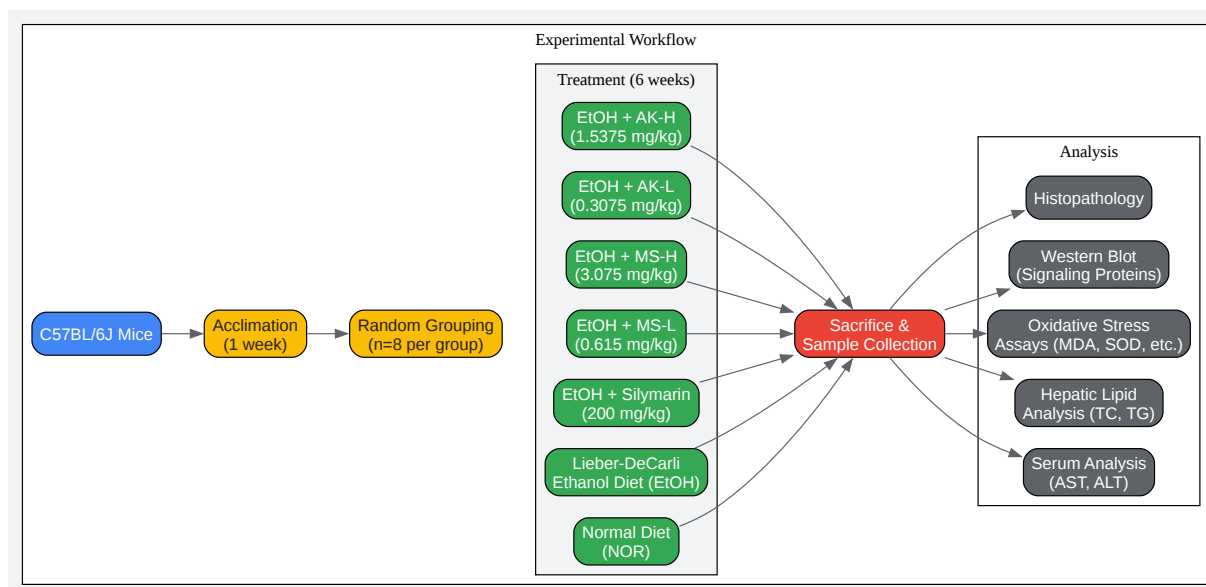 Experimental Workflow
C57BL/6J Mice
Acclimation
(1 week)
Random Grouping
(n=8 per group)
Treatment (6 weeks)
EtOH + AK-H
(1.5375 mg/kg)
EtOH + AK-L
(0.3075 mg/kg)
EtOH + MS-H
(3.075 mg/kg)
EtOH + MS-L
(0.615 mg/kg)
EtOH + Silymarin
(200 mg/kg)
Lieber-DeCarli
Ethanol Diet (EtOH)
Normal Diet
(NOR)
Sacrifice &
Sample Collection
Analysis
Histopathology
Western Blot
(Signaling Proteins)
Oxidative Stress
Assays (MDA, SOD, etc.)
Hepatic Lipid
Analysis (TC, TG)
Serum Analysis
(AST, ALT)